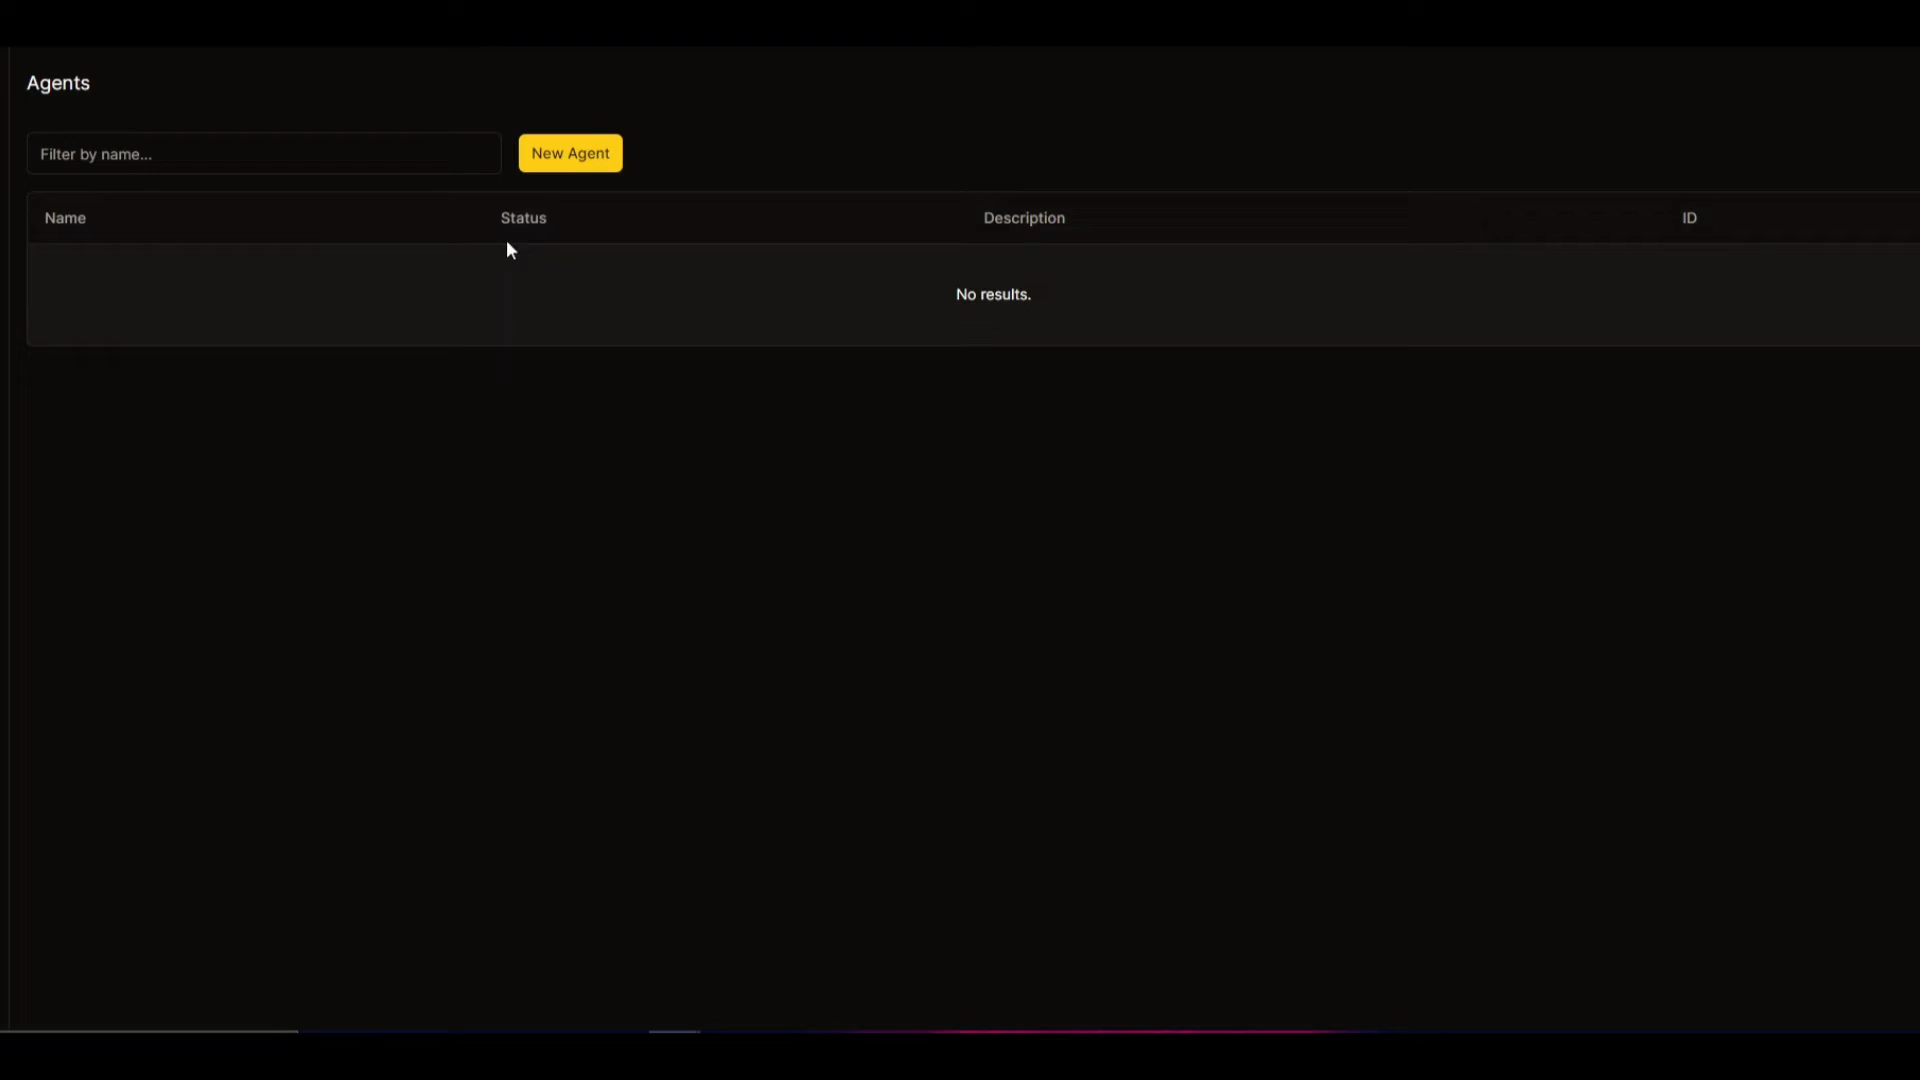 Agents
Filter by name...
New Agent
Name Status Description ID
No results.